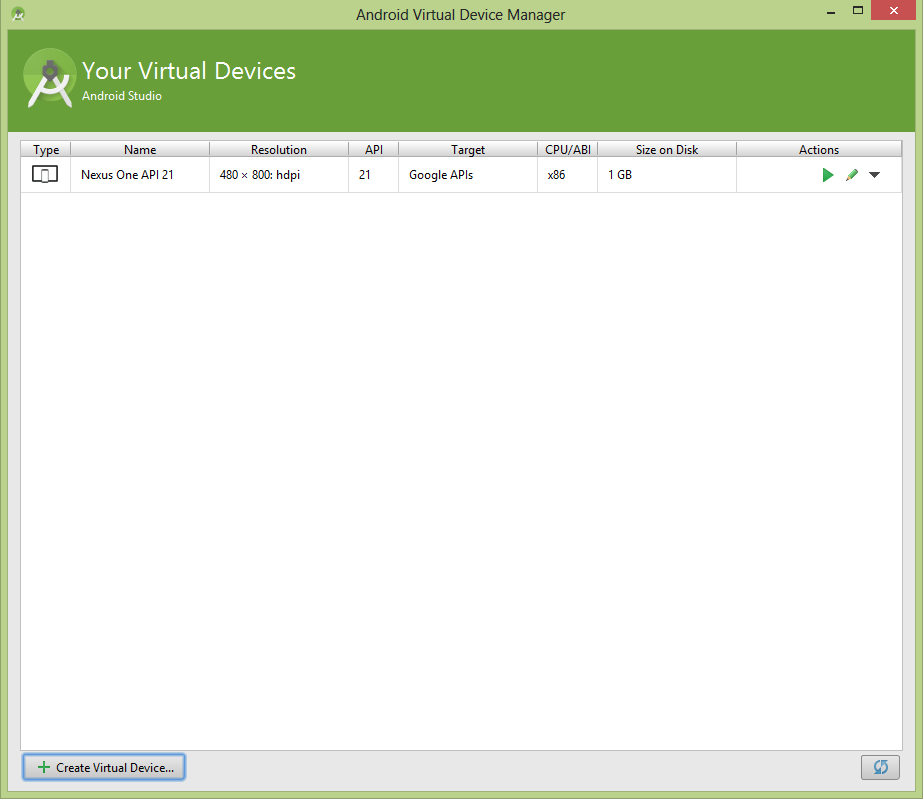 Android Virtual Device Manager
Your Virtual Devices
Android Studio
Type Name Resolution API Target CPU/ABI Size on Disk Actions
Nexus One API 21 480 × 800: hdpi 21 Google APIs x86 1 GB
Create Virtual Device...